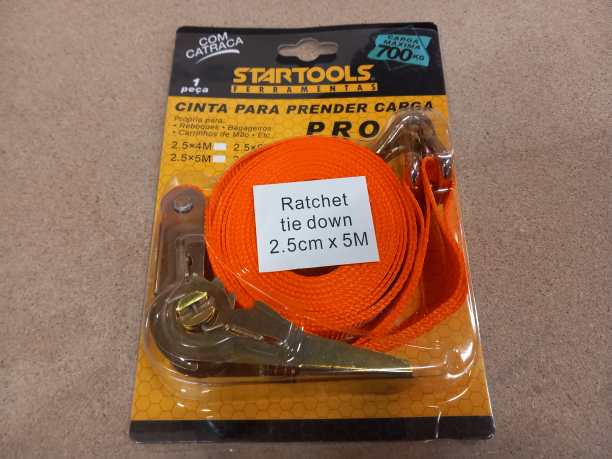 COM
CATRACA
CARGA
MÁXIMA
700KG
1
peça
STARTOOLS
FERRAMENTAS
CINTA PARA PRENDER CARGA
Própria para:
• Reboques • Bagageiros
• Carrinhos de Mão • Etc.
PRO
2.5×4M
2.5×5M
Ratchet
tie down
2.5cm x 5M